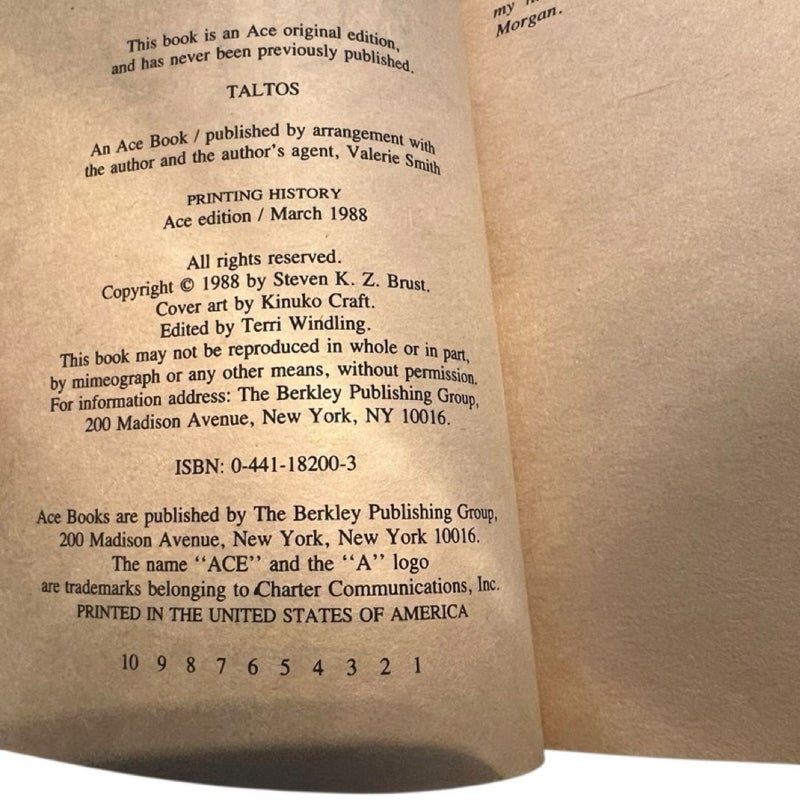 This book is an Ace original edition,
and has never been previously published.
TALTOS
An Ace Book / published by arrangement with
the author and the author's agent, Valerie Smith
PRINTING HISTORY
Ace edition / March 1988
All rights reserved.
Copyright © 1988 by Steven K. Z. Brust.
Cover art by Kinuko Craft.
Edited by Terri Windling.
This book may not be reproduced in whole or in part,
by mimeograph or any other means, without permission.
For information address: The Berkley Publishing Group,
200 Madison Avenue, New York, NY 10016.
ISBN: 0-441-18200-3
Ace Books are published by The Berkley Publishing Group,
200 Madison Avenue, New York, New York 10016.
The name "ACE" and the "A" logo
are trademarks belonging to Charter Communications, Inc.
PRINTED IN THE UNITED STATES OF AMERICA
10 9 8 7 6 5 4 3 2 1
my
Morgan.